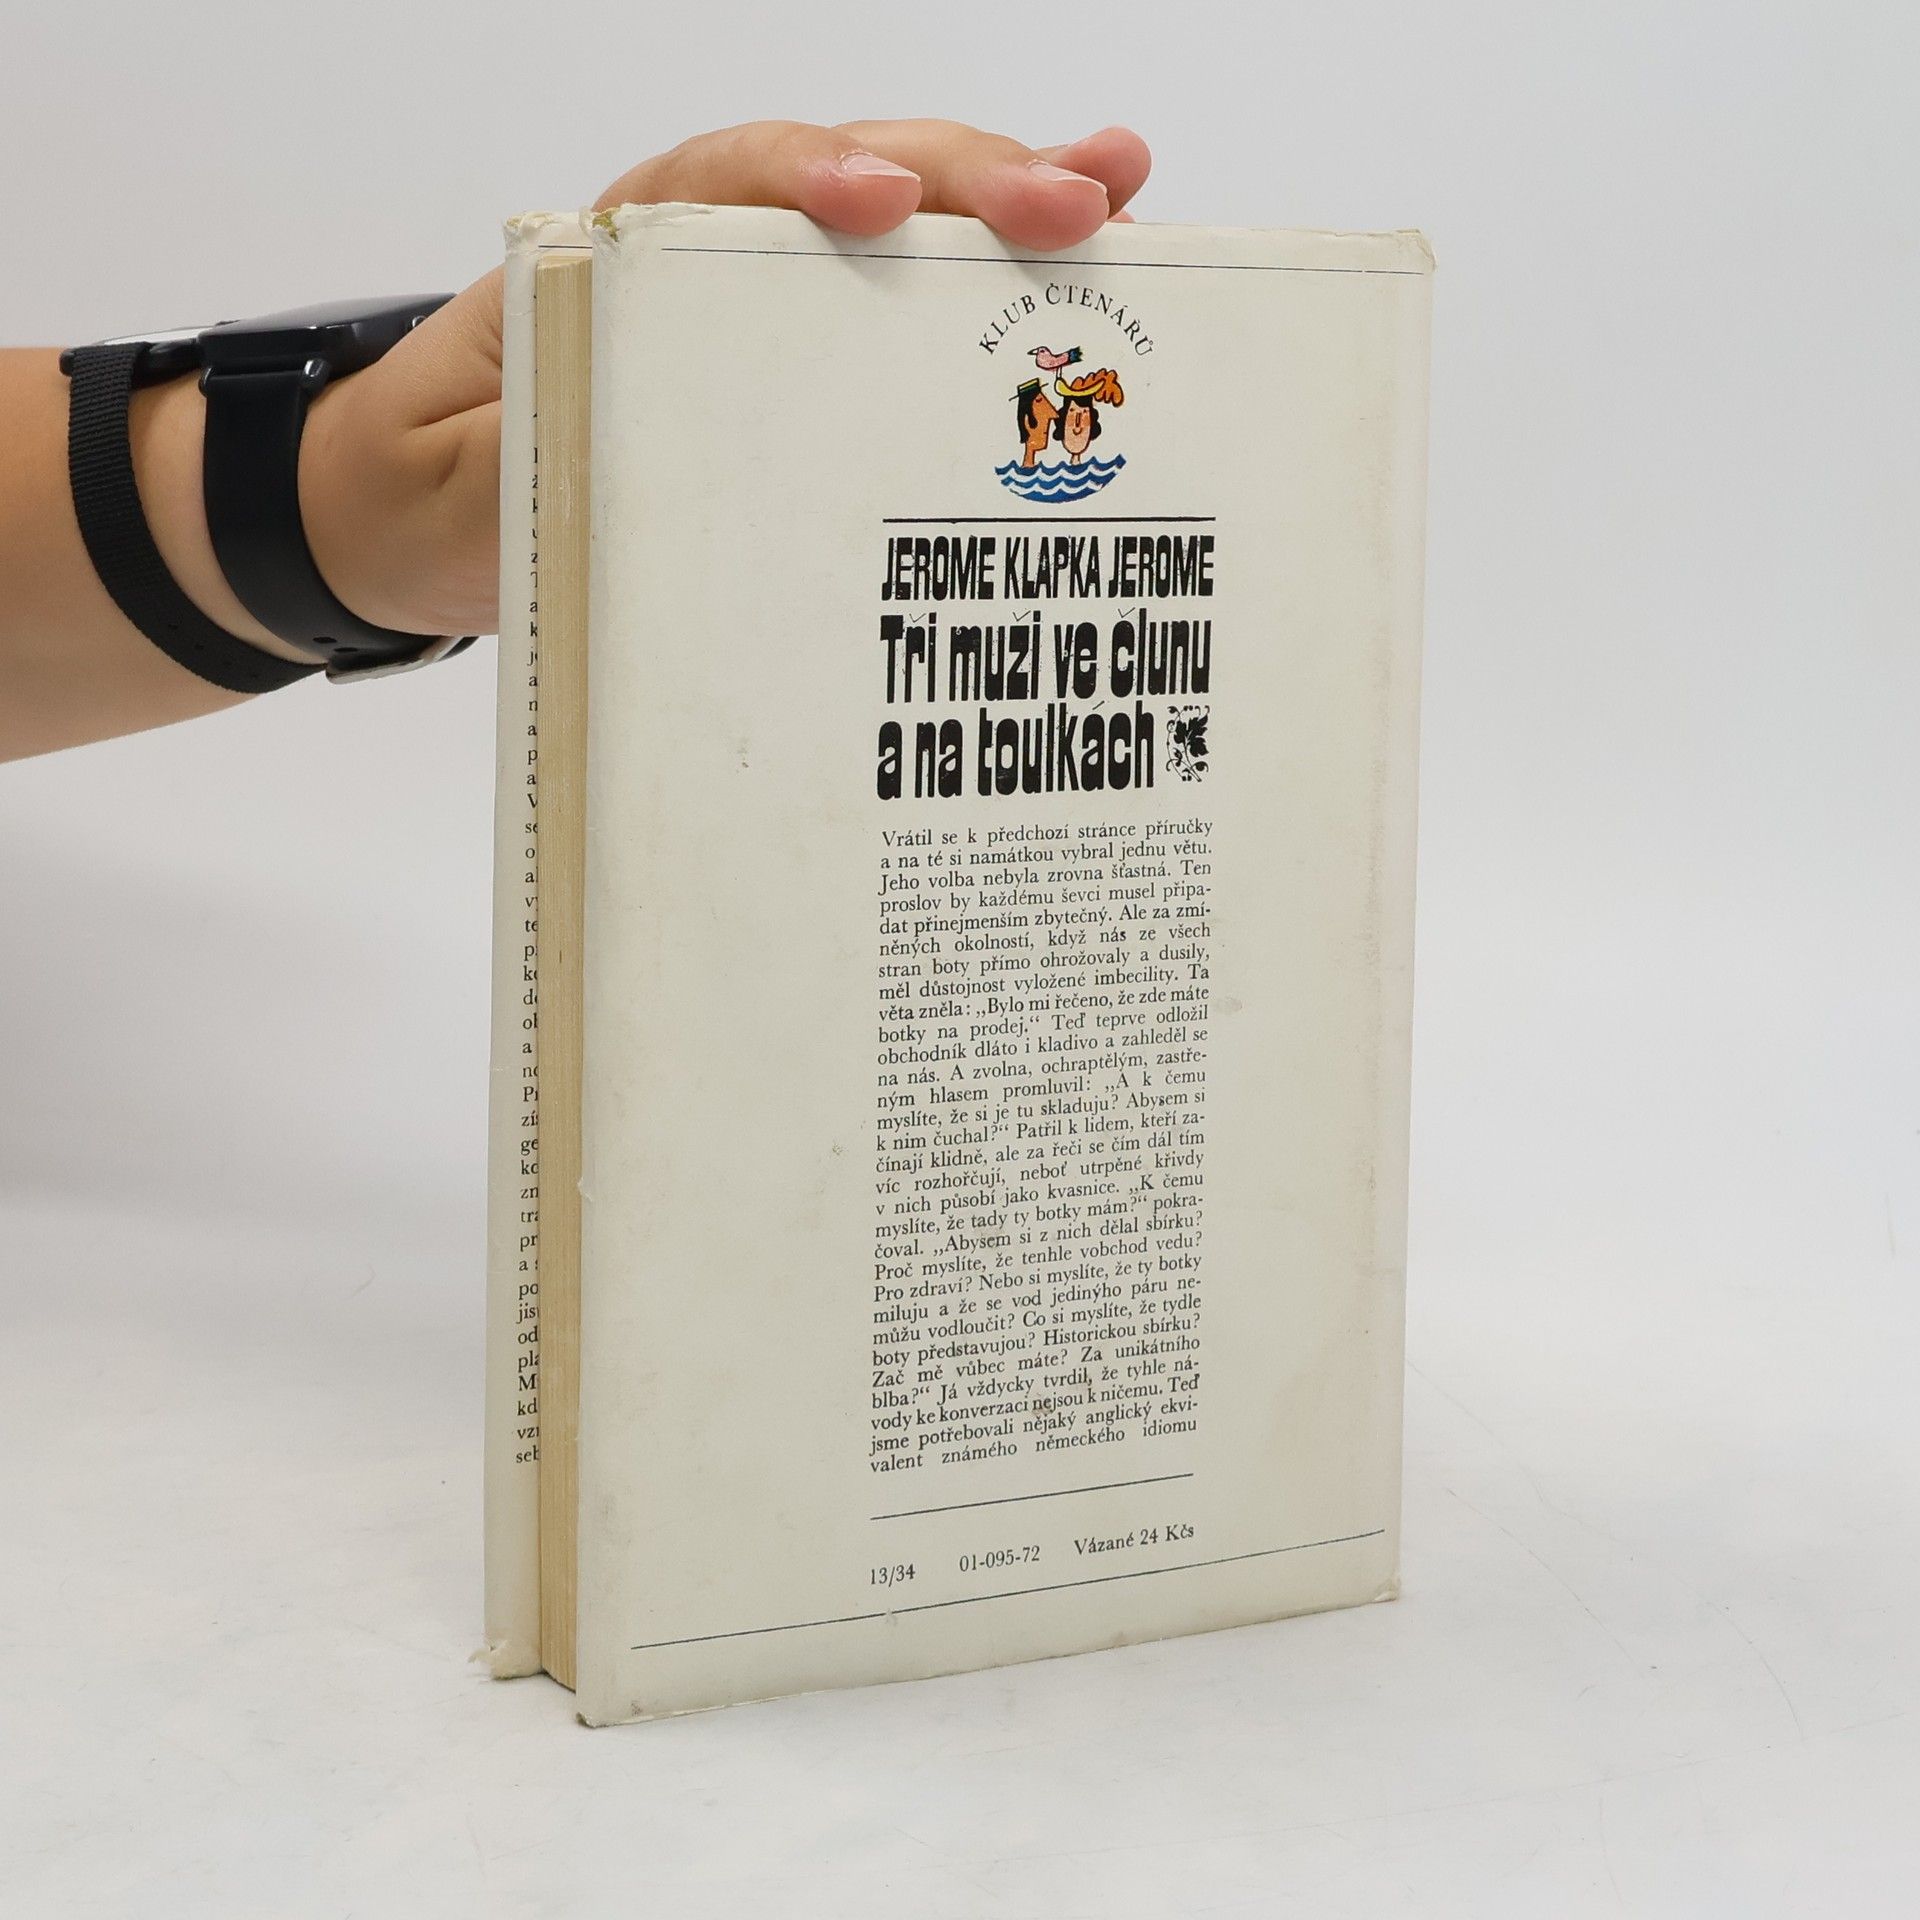 KLUB ČTENÁŘŮ
JEROME KLAPKA JEROME
Tři muži ve člunu
a na toulkách
Vrátil se k předchozí stránce příručky
a na té si namátkou vybral jednu větu.
Jeho volba nebyla zrovna šťastná. Ten
proslov by každému ševci musel připa-
dat přinejmenším zbytečný. Ale za zmí-
něných okolností, když nás ze všech
stran boty přímo ohrožovaly a dusily,
měl důstojnost vyložené imbecility. Ta
věta zněla: „Bylo mi řečeno, že zde máte
botky na prodej.“ Teď teprve odložil
obchodník dláto i kladivo a zahleděl se
na nás. A zvolna, ochraptělým, zastře-
ným hlasem promluvil: „A k čemu
myslíte, že si je tu skladuju? Abysem si
k nim čuchal?“ Patřil k lidem, kteří za-
čínají klidně, ale za řeči se čím dál tím
víc rozhořčují, neboť utrpěné křivdy
v nich působí jako kvasnice. „K čemu
myslíte, že tady ty botky mám?“ pokra-
čoval. „Abysem si z nich dělal sbírku?
Proč myslíte, že tenhle vobchod vedu?
Pro zdraví? Nebo si myslíte, že ty botky
miluju a že se vod jedinýho páru ne-
můžu vodloučit? Co si myslíte, že tydle
boty představujou? Historickou sbírku?
Zač mě vůbec máte? Za unikátního
blba?“ Já vždycky tvrdil, že tyhle ná-
vody ke konverzaci nejsou k ničemu. Teď
jsme potřebovali nějaký anglický ekvi-
valent známého německého idiomu
13/34 01-095-72 Vázané 24 Kčs